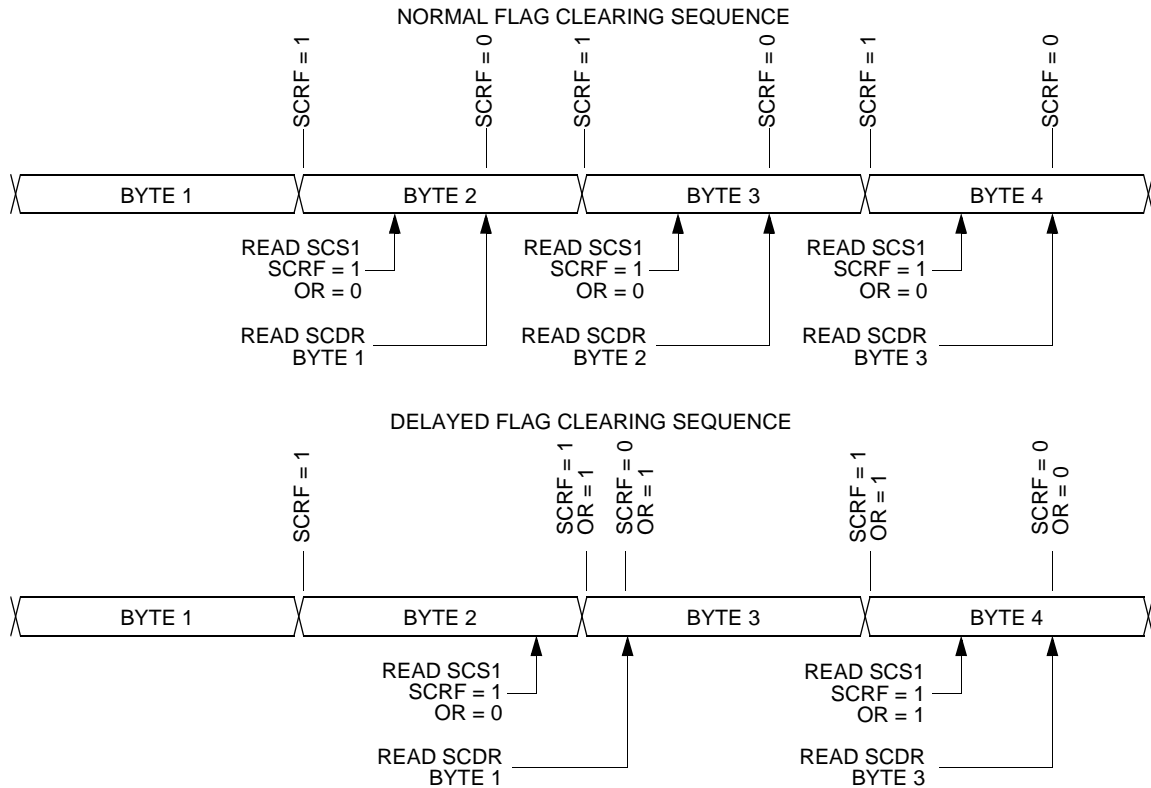 NORMAL FLAG CLEARING SEQUENCE
SCRF = 1
SCRF = 0
SCRF = 1
SCRF = 0
SCRF = 1
SCRF = 0
BYTE 1
BYTE 2
BYTE 3
BYTE 4
READ SCS1
SCRF = 1
OR = 0
READ SCS1
SCRF = 1
OR = 0
READ SCS1
SCRF = 1
OR = 0
READ SCDR
BYTE 1
READ SCDR
BYTE 2
READ SCDR
BYTE 3
DELAYED FLAG CLEARING SEQUENCE
SCRF = 1
SCRF = 1
OR = 1
SCRF = 0
OR = 1
SCRF = 1
OR = 1
SCRF = 0
OR = 0
BYTE 1
BYTE 2
BYTE 3
BYTE 4
READ SCS1
SCRF = 1
OR = 0
READ SCS1
SCRF = 1
OR = 1
READ SCDR
BYTE 1
READ SCDR
BYTE 3